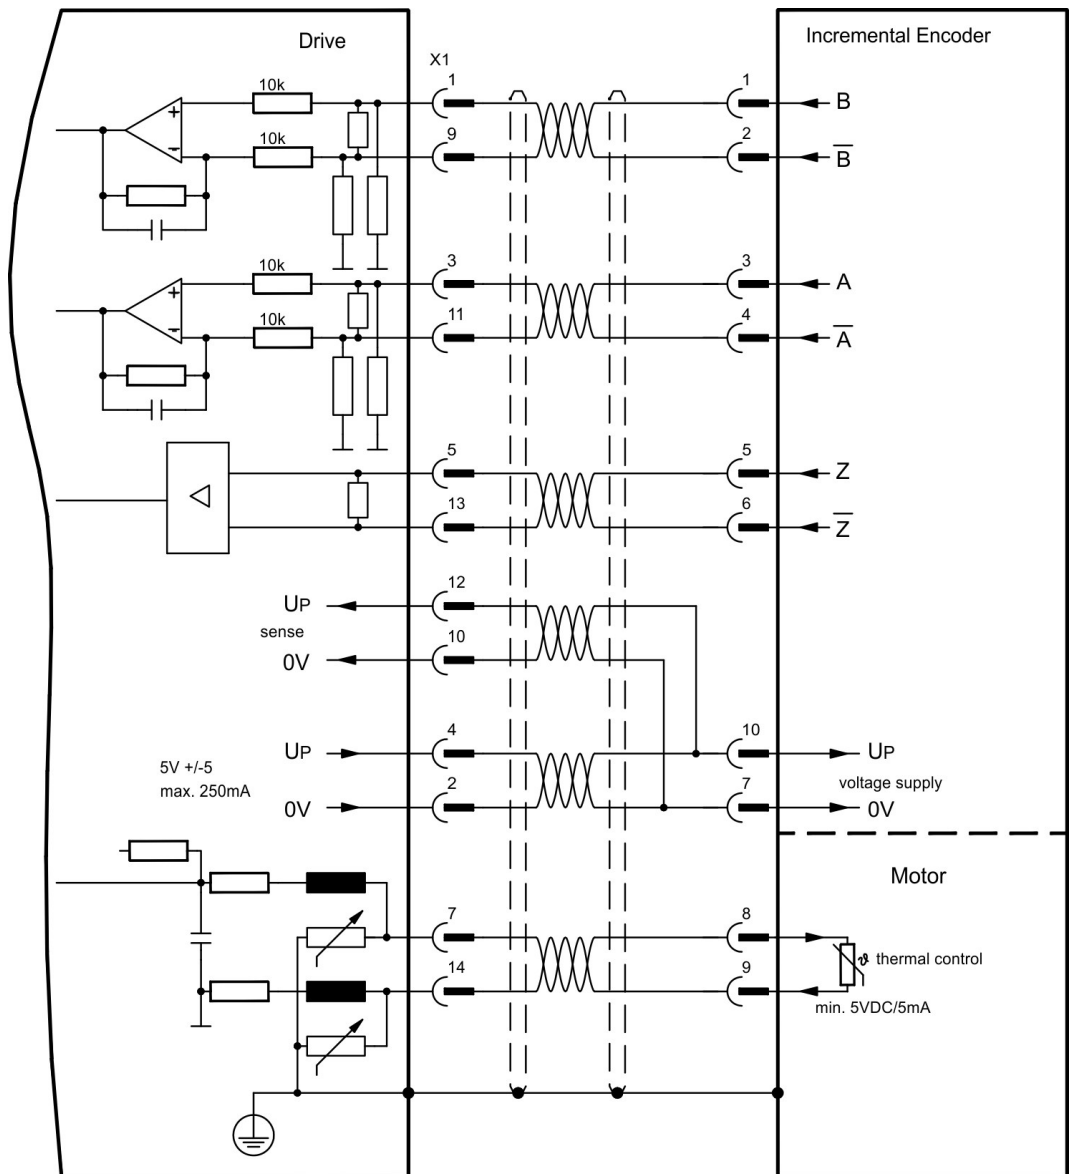 Drive
Incremental Encoder
X1
10k
1
1
B
10k
9
2
B̅
10k
3
3
A
10k
11
4
A̅
5
5
Z
13
6
Z̅
12
UP
sense
10
0V
4
10
UP
UP
5V +/-5
max. 250mA
voltage supply
2
7
0V
0V
Motor
7
8
ϑ thermal control
14
9
min. 5VDC/5mA